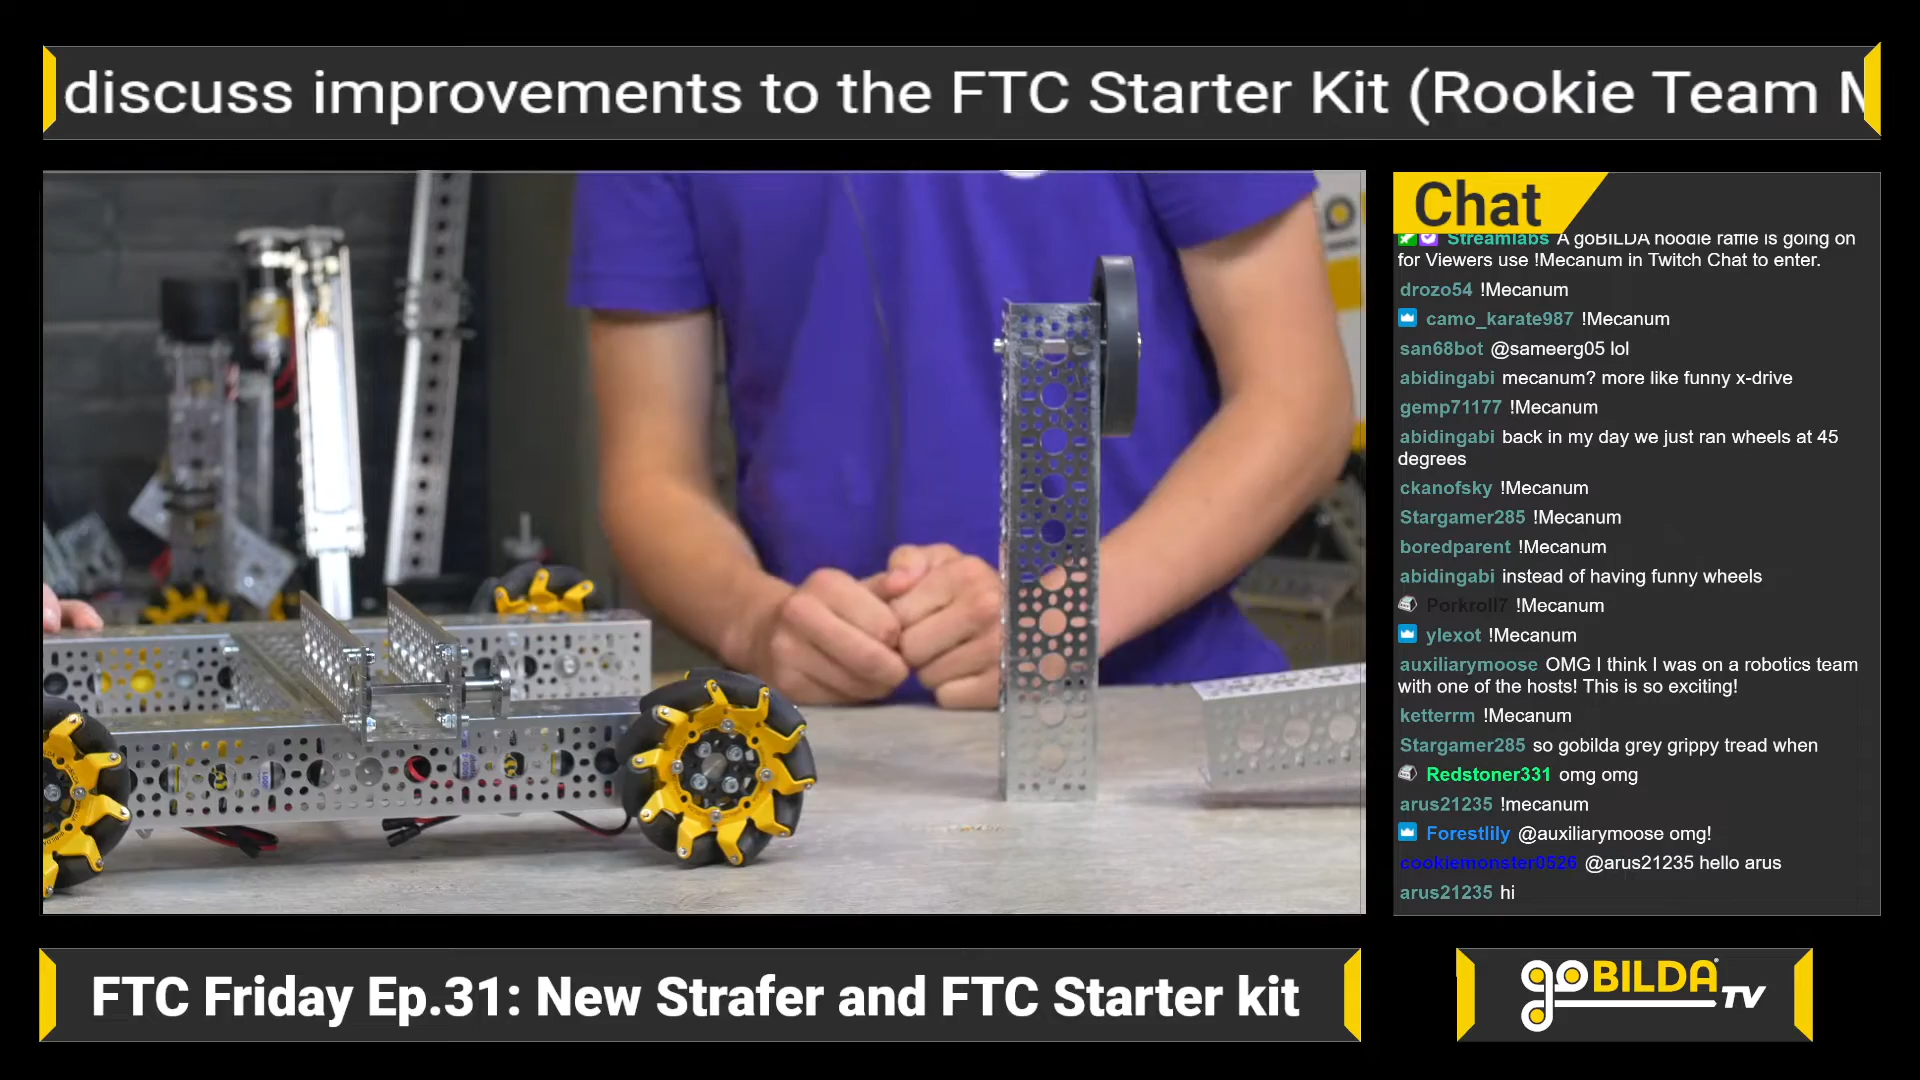 discuss improvements to the FTC Starter Kit (Rookie Team
Chat
Streamlabs A goBILDA hoodie raffle is going on
for Viewers use !Mecanum in Twitch Chat to enter.
drozo54 !Mecanum
camo_karate987 !Mecanum
san68bot @sameerg05 lol
abidingabi mecanum? more like funny x-drive
gemp71177 !Mecanum
abidingabi back in my day we just ran wheels at 45
degrees
ckanofsky !Mecanum
Stargamer285 !Mecanum
boredparent !Mecanum
abidingabi instead of having funny wheels
Porkroll7 !Mecanum
ylexot !Mecanum
auxiliarymoose OMG I think I was on a robotics team
with one of the hosts! This is so exciting!
ketterrm !Mecanum
Stargamer285 so gobilda grey grippy tread when
Redstoner331 omg omg
arus21235 !mecanum
Forestlily @auxiliarymoose omg!
cookiemonster0526 @arus21235 hello arus
arus21235 hi
FTC Friday Ep.31: New Strafer and FTC Starter kit
goBILDA TV